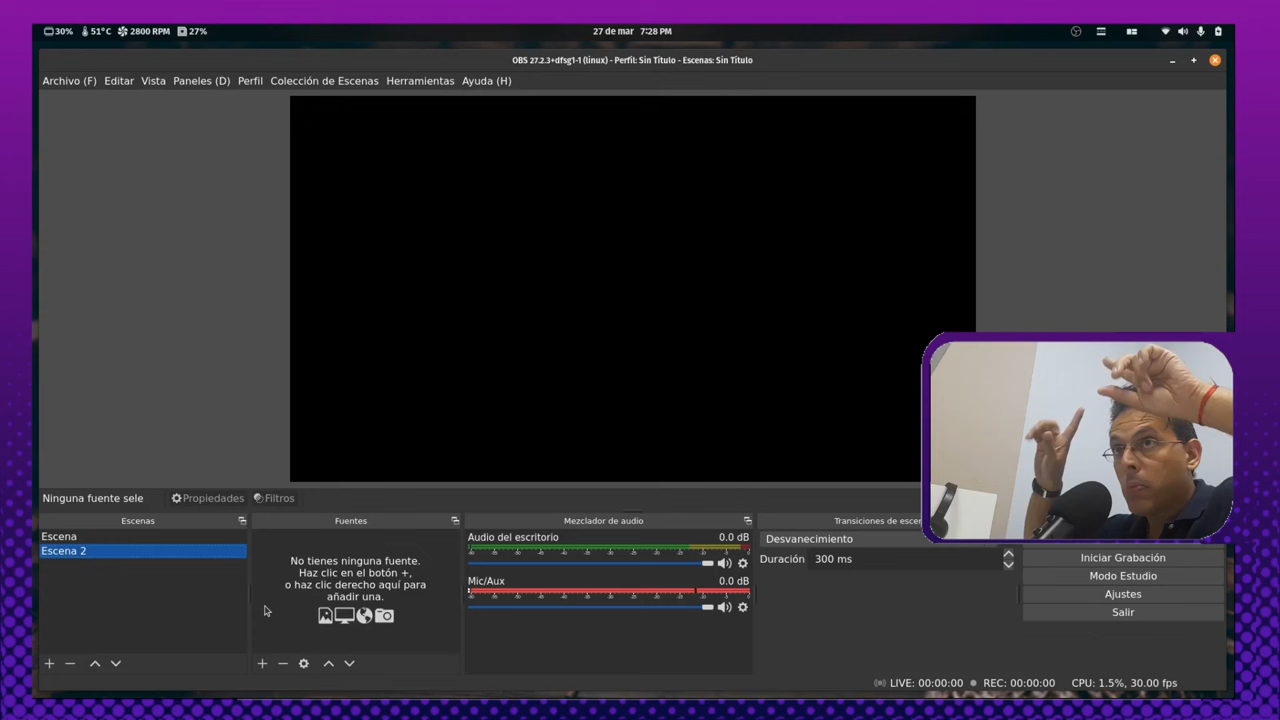 30% 51°C 2800 RPM 27%
27 de mar 7:28 PM
OBS 27.2.3+dfsg1-1 (linux) - Perfil: Sin Título - Escenas: Sin Título
Archivo (F) Editar Vista Paneles (D) Perfil Colección de Escenas Herramientas Ayuda (H)
Ninguna fuente sele Propiedades Filtros
Escenas
Escena
Escena 2
Fuentes
No tienes ninguna fuente.
Haz clic en el botón +,
o haz clic derecho aquí para
añadir una.
Mezclador de audio
Audio del escritorio 0.0 dB
Mic/Aux 0.0 dB
Transiciones de escen
Desvanecimiento
Duración 300 ms
Iniciar Grabación
Modo Estudio
Ajustes
Salir
LIVE: 00:00:00 REC: 00:00:00 CPU: 1.5%, 30.00 fps